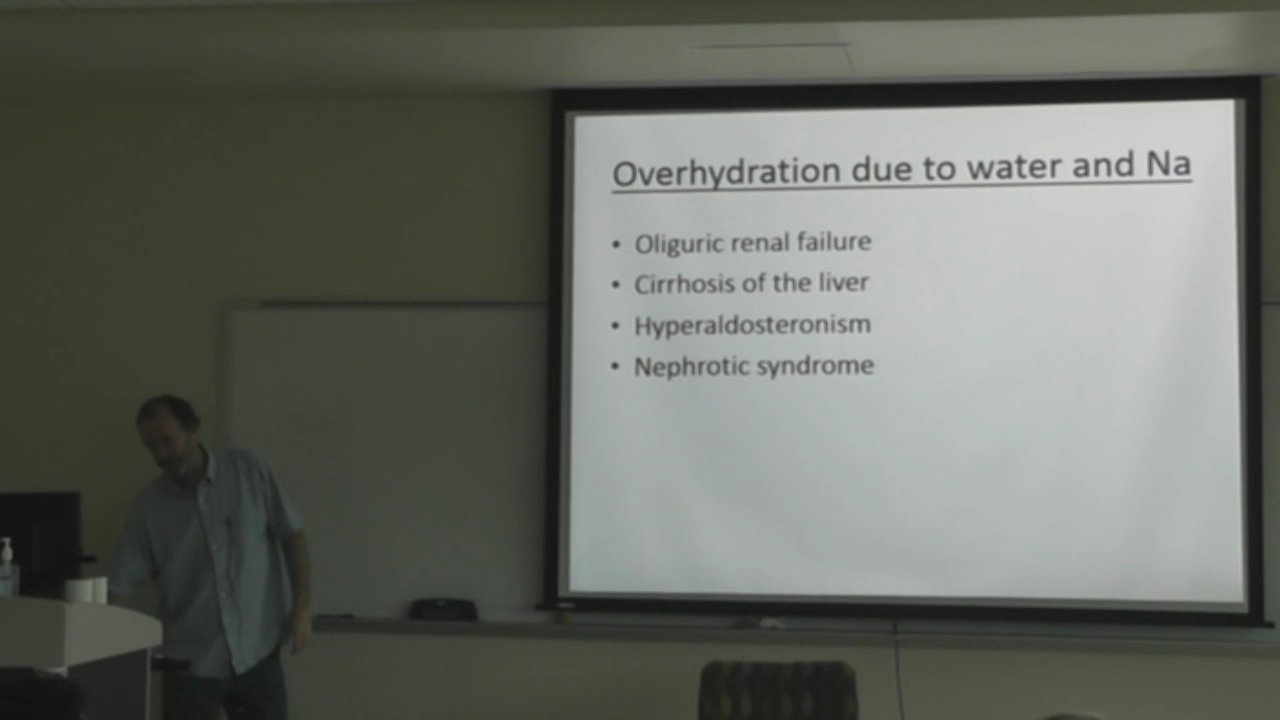 Overhydration due to water and Na
• Oliguric renal failure
• Cirrhosis of the liver
• Hyperaldosteronism
• Nephrotic syndrome